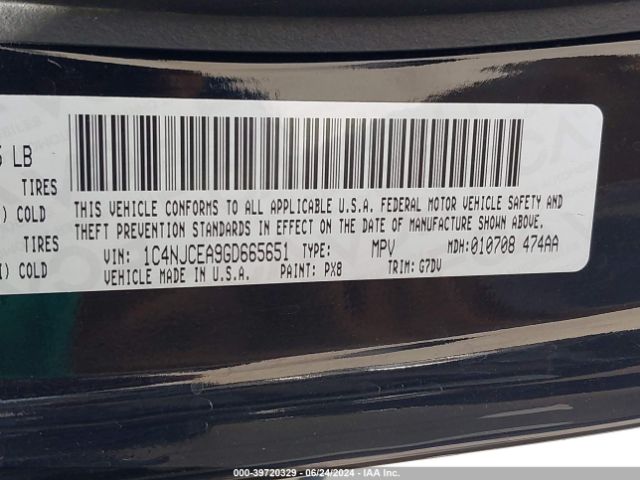 5 LB
TIRES
) COLD
TIRES
I) COLD
THIS VEHICLE CONFORMS TO ALL APPLICABLE U.S.A. FEDERAL MOTOR VEHICLE SAFETY AND
THEFT PREVENTION STANDARDS IN EFFECT ON THE DATE OF MANUFACTURE SHOWN ABOVE.
VIN: 1C4NJCEA9GD665651 TYPE: MPV MDH:010708 474AA
VEHICLE MADE IN U.S.A. PAINT: PX8 TRIM: G7DV
000-39720329 - 06/24/2024 - IAA Inc.